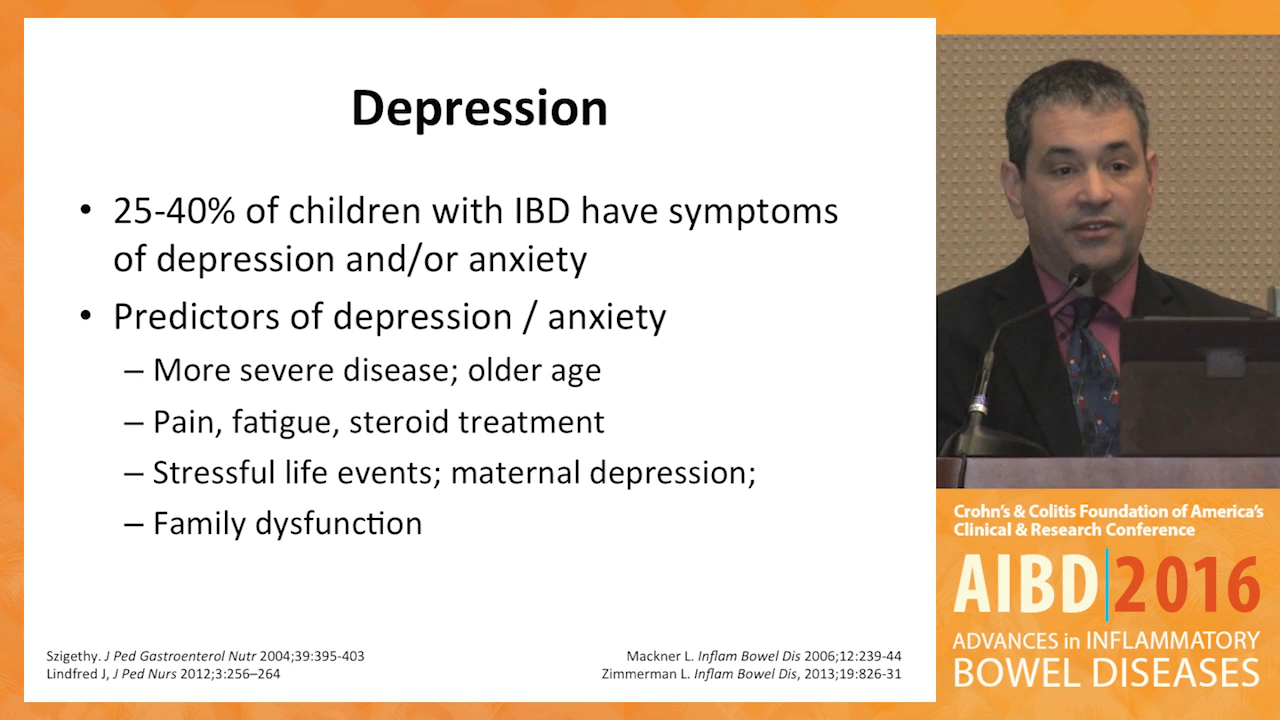 Depression
• 25-40% of children with IBD have symptoms
of depression and/or anxiety
• Predictors of depression / anxiety
– More severe disease; older age
– Pain, fatigue, steroid treatment
– Stressful life events; maternal depression;
– Family dysfunction
Szigethy. J Ped Gastroenterol Nutr 2004;39:395-403
Lindfred J, J Ped Nurs 2012;3:256–264
Mackner L. Inflam Bowel Dis 2006;12:239-44
Zimmerman L. Inflam Bowel Dis, 2013;19:826-31
Crohn's & Colitis Foundation of America's
Clinical & Research Conference
AIBD|2016
ADVANCES in INFLAMMATORY
BOWEL DISEASES